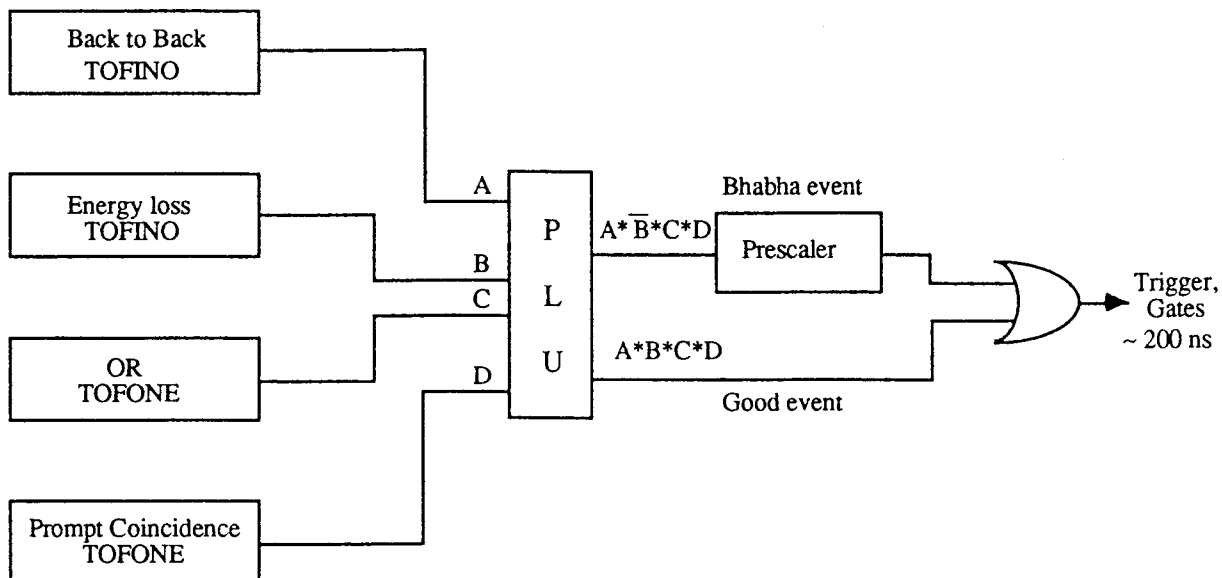 Back to Back
TOFINO
Energy loss
TOFINO
OR
TOFONE
Prompt Coincidence
TOFONE
A
B
C
D
P
L
U
A*B̅*C*D
A*B*C*D
Bhabha event
Prescaler
Good event
Trigger,
Gates
~ 200 ns